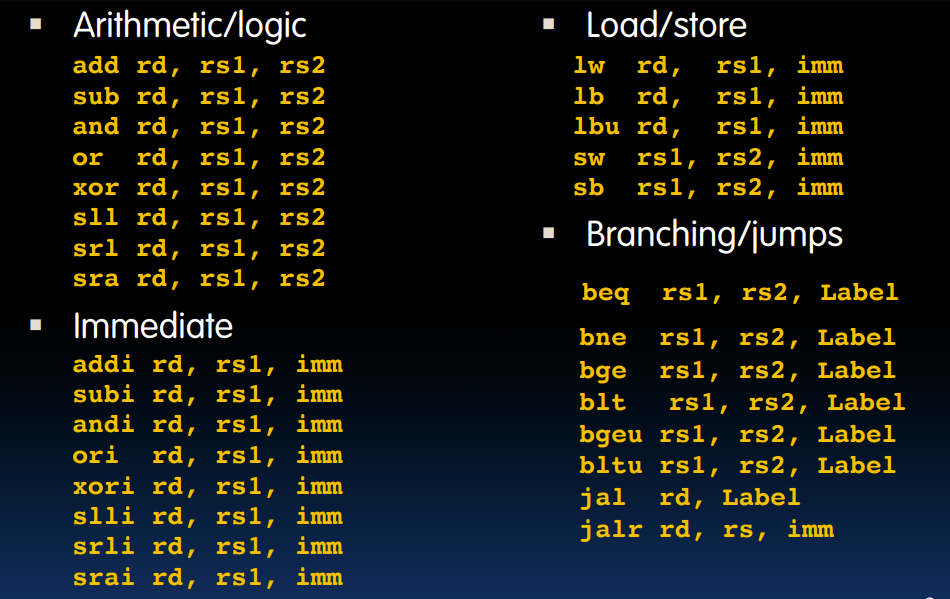 ▪ Arithmetic/logic
add rd, rs1, rs2
sub rd, rs1, rs2
and rd, rs1, rs2
or rd, rs1, rs2
xor rd, rs1, rs2
sll rd, rs1, rs2
srl rd, rs1, rs2
sra rd, rs1, rs2
▪ Immediate
addi rd, rs1, imm
subi rd, rs1, imm
andi rd, rs1, imm
ori rd, rs1, imm
xori rd, rs1, imm
slli rd, rs1, imm
srli rd, rs1, imm
srai rd, rs1, imm
▪ Load/store
lw rd, rs1, imm
lb rd, rs1, imm
lbu rd, rs1, imm
sw rs1, rs2, imm
sb rs1, rs2, imm
▪ Branching/jumps
beq rs1, rs2, Label
bne rs1, rs2, Label
bge rs1, rs2, Label
blt rs1, rs2, Label
bgeu rs1, rs2, Label
bltu rs1, rs2, Label
jal rd, Label
jalr rd, rs, imm